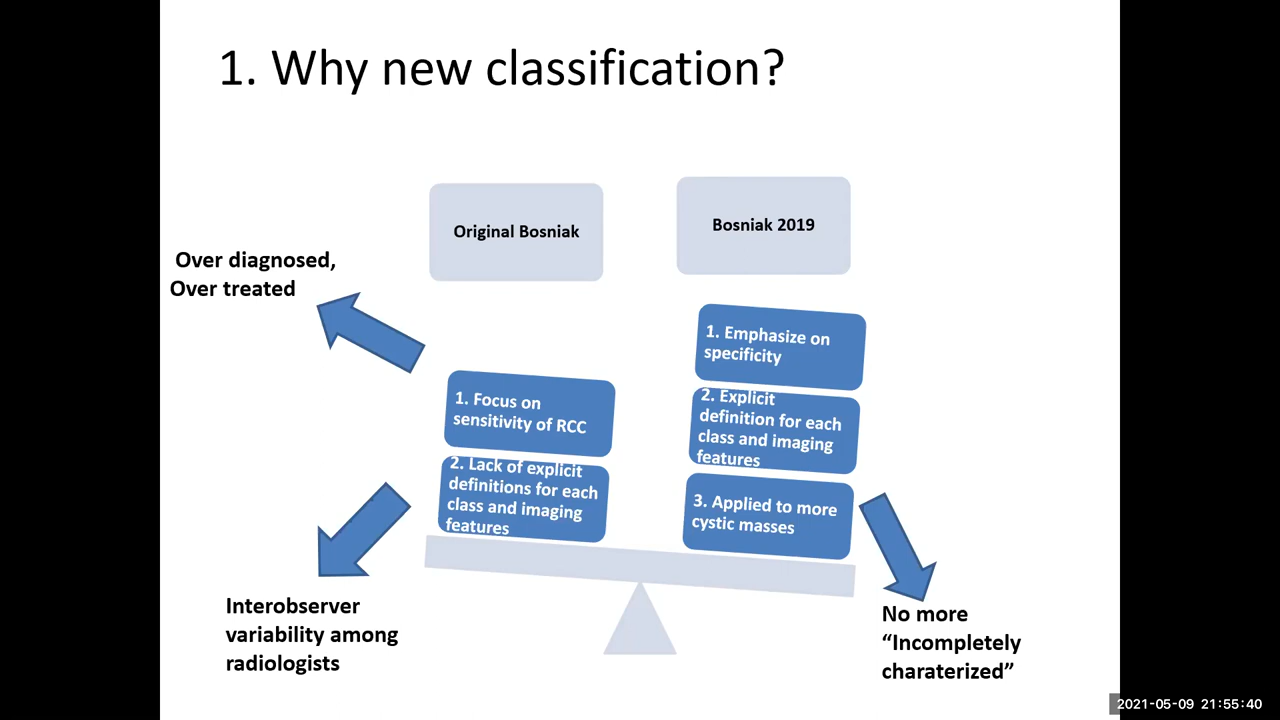 1. Why new classification?
Original Bosniak
Bosniak 2019
Over diagnosed,
Over treated
1. Focus on
sensitivity of RCC
2. Lack of explicit
definitions for each
class and imaging
features
Interobserver
variability among
radiologists
1. Emphasize on
specificity
2. Explicit
definition for each
class and imaging
features
3. Applied to more
cystic masses
No more
“Incompletely
charaterized”
2021-05-09 21:55:40